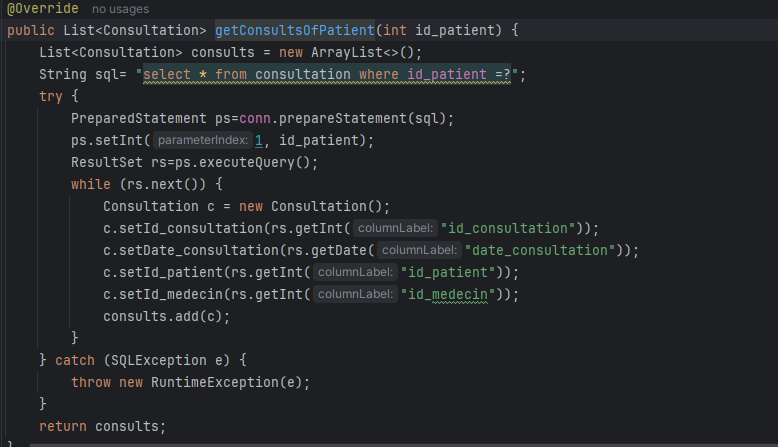 @Override no usages
public List<Consultation> getConsultsOfPatient(int id_patient) {
List<Consultation> consults = new ArrayList<>();
String sql= "select * from consultation where id_patient =?";
try {
PreparedStatement ps=conn.prepareStatement(sql);
ps.setInt( parameterIndex: 1, id_patient);
ResultSet rs=ps.executeQuery();
while (rs.next()) {
Consultation c = new Consultation();
c.setId_consultation(rs.getInt( columnLabel: "id_consultation"));
c.setDate_consultation(rs.getDate( columnLabel: "date_consultation"));
c.setId_patient(rs.getInt( columnLabel: "id_patient"));
c.setId_medecin(rs.getInt( columnLabel: "id_medecin"));
consults.add(c);
}
} catch (SQLException e) {
throw new RuntimeException(e);
}
return consults;
}